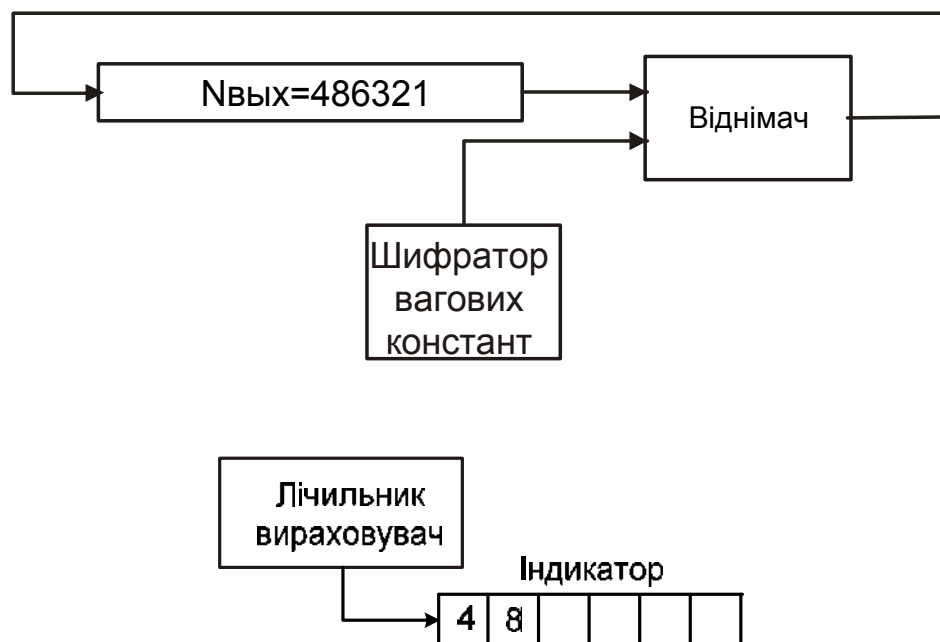 Nвых=486321
Віднімач
Шифратор
вагових
констант
Лічильник
вираховувач
Індикатор
4 8